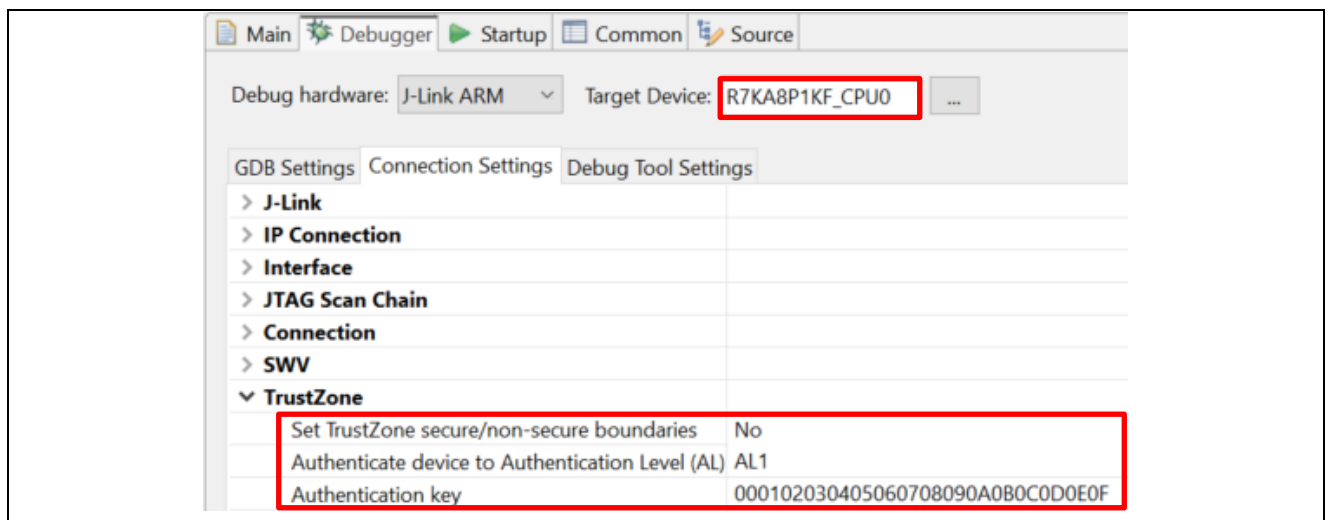 Main Debugger Startup Common Source
Debug hardware: J-Link ARM Target Device: R7KA8P1KF_CPU0 ...
GDB Settings Connection Settings Debug Tool Settings
J-Link
IP Connection
Interface
JTAG Scan Chain
Connection
SWV
TrustZone
Set TrustZone secure/non-secure boundaries No
Authenticate device to Authentication Level (AL) AL1
Authentication key 000102030405060708090A0B0C0D0E0F